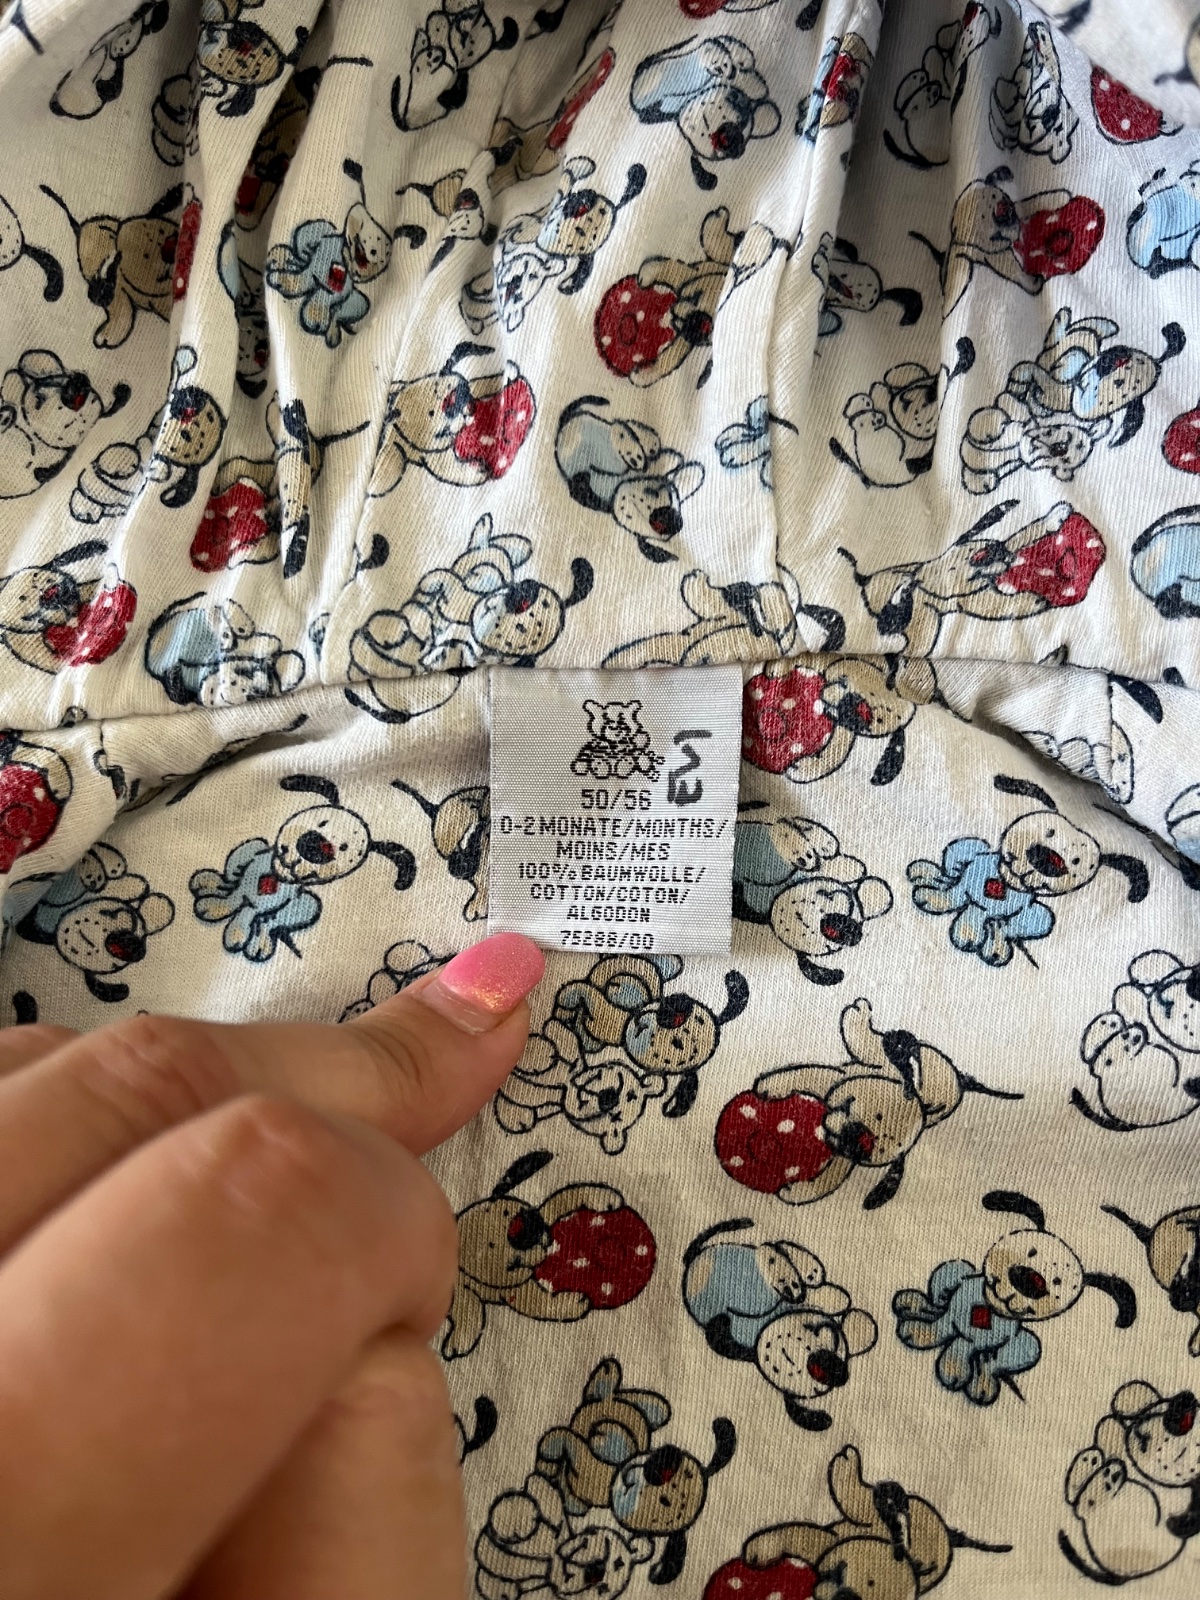 50/56
0-2 MONATE/MONTHS/
MOINS/MES
100% BAUMWOLLE/
COTTON/COTON/
ALGODON
75288/00